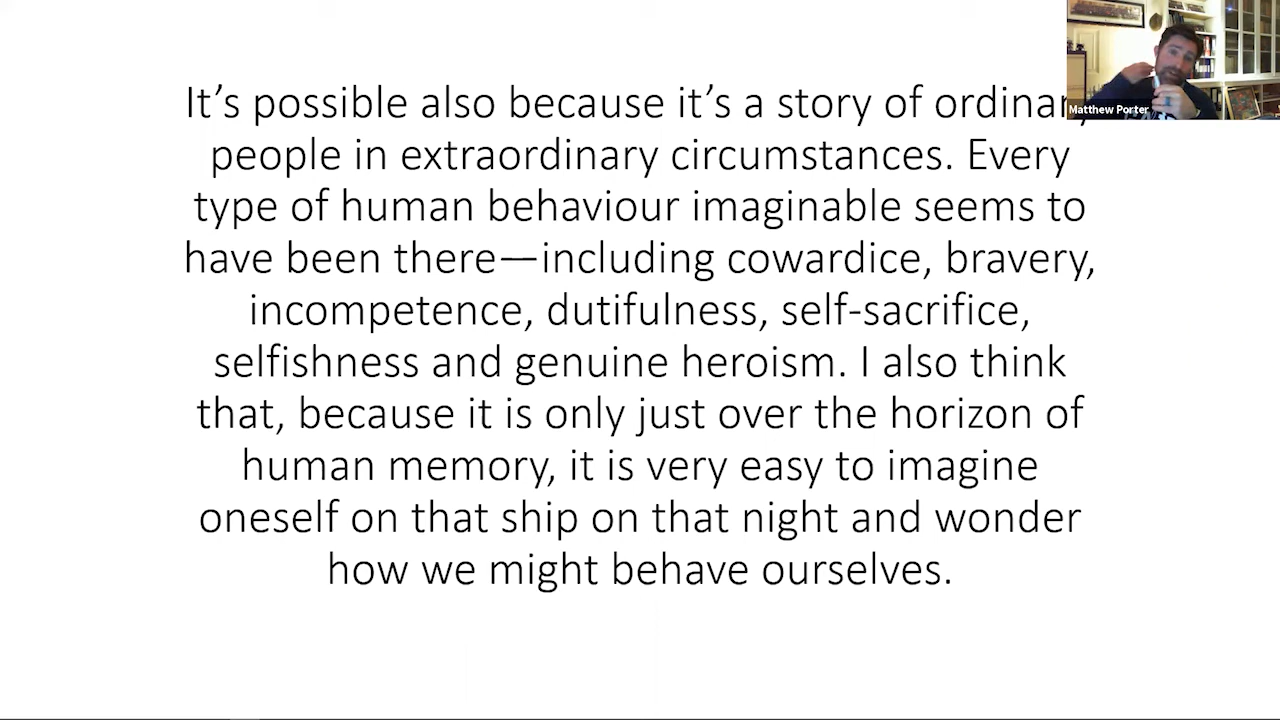 It’s possible also because it’s a story of ordinary
people in extraordinary circumstances. Every
type of human behaviour imaginable seems to
have been there—including cowardice, bravery,
incompetence, dutifulness, self-sacrifice,
selfishness and genuine heroism. I also think
that, because it is only just over the horizon of
human memory, it is very easy to imagine
oneself on that ship on that night and wonder
how we might behave ourselves.
Matthew Porter